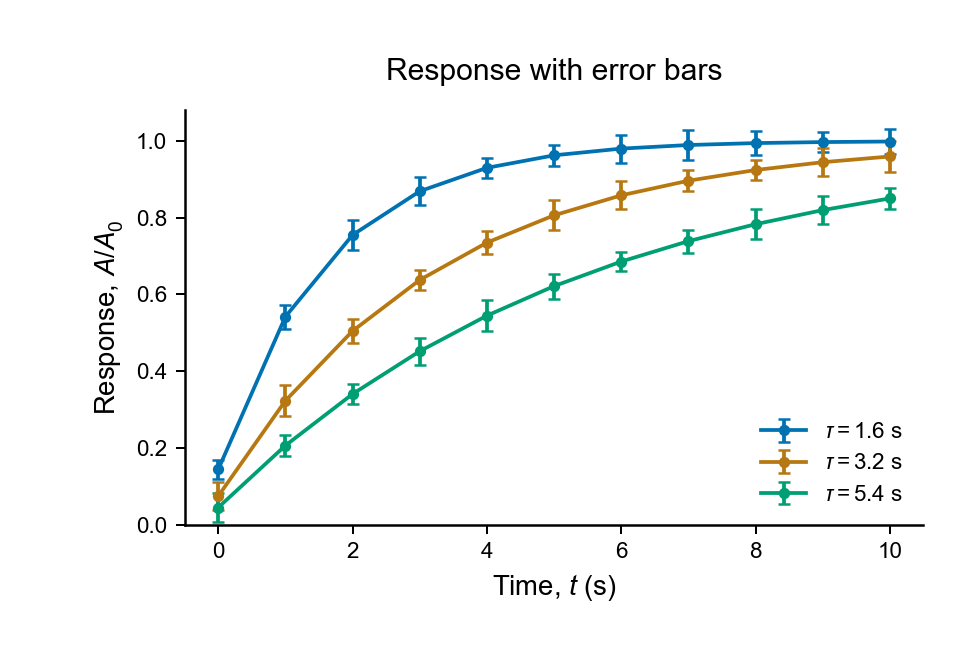 Response with error bars
Response, A/A₀
1.0
0.8
0.6
0.4
0.2
0.0
0 2 4 6 8 10
Time, t (s)
τ = 1.6 s
τ = 3.2 s
τ = 5.4 s